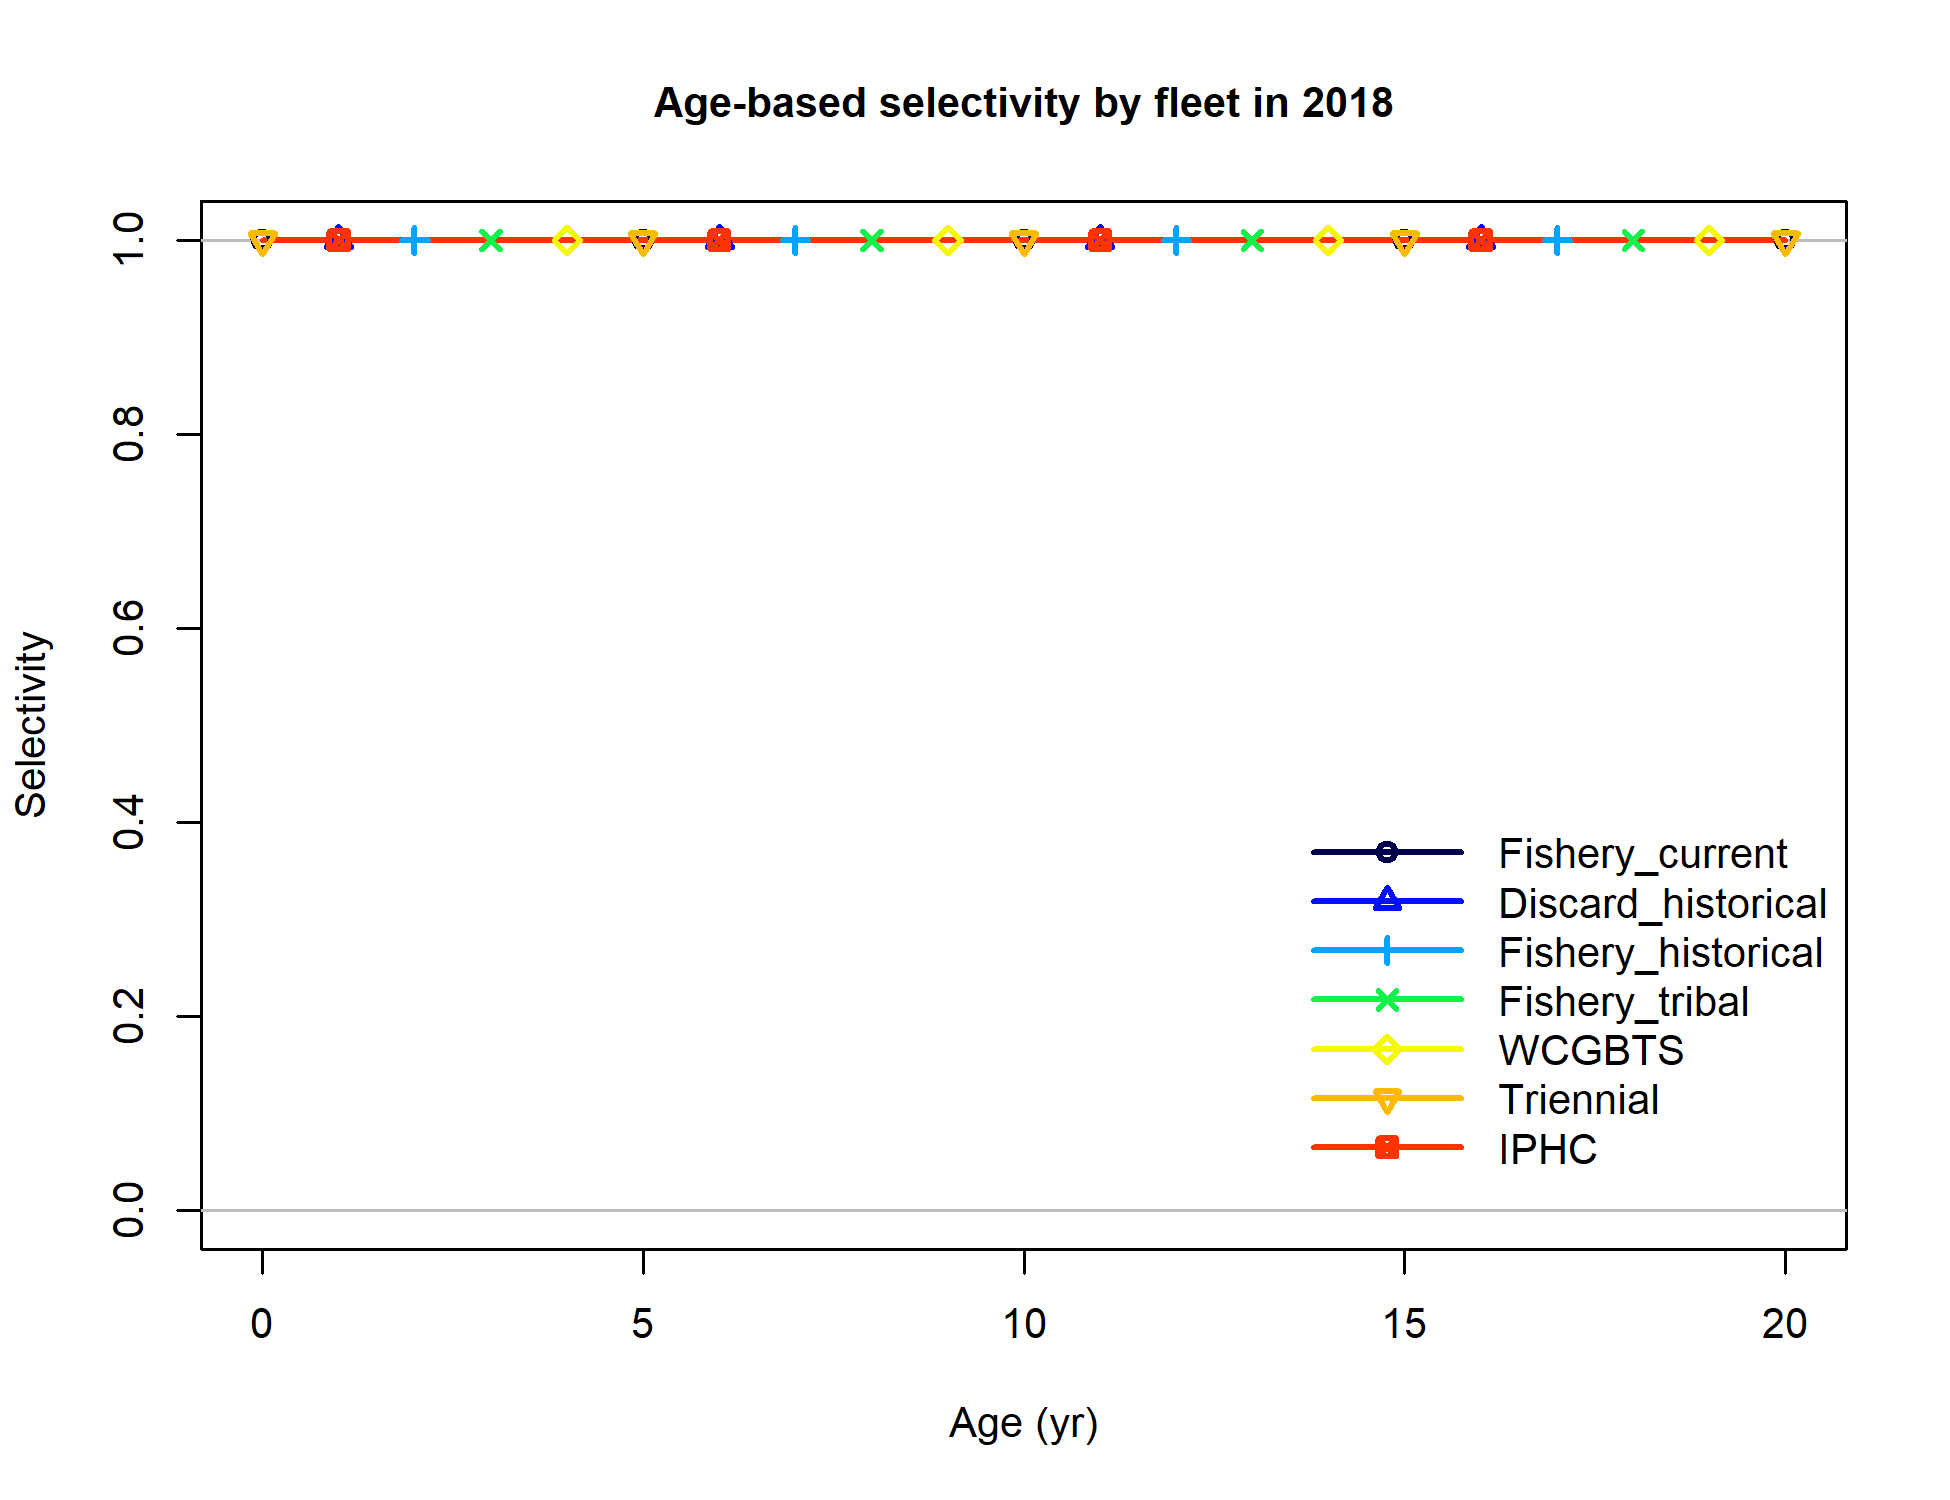 Age-based selectivity by fleet in 2018
1.0
0.8
0.6
0.4
0.2
0.0
Selectivity
Fishery_current
Discard_historical
Fishery_historical
Fishery_tribal
WCGBTS
Triennial
IPHC
0 5 10 15 20
Age (yr)